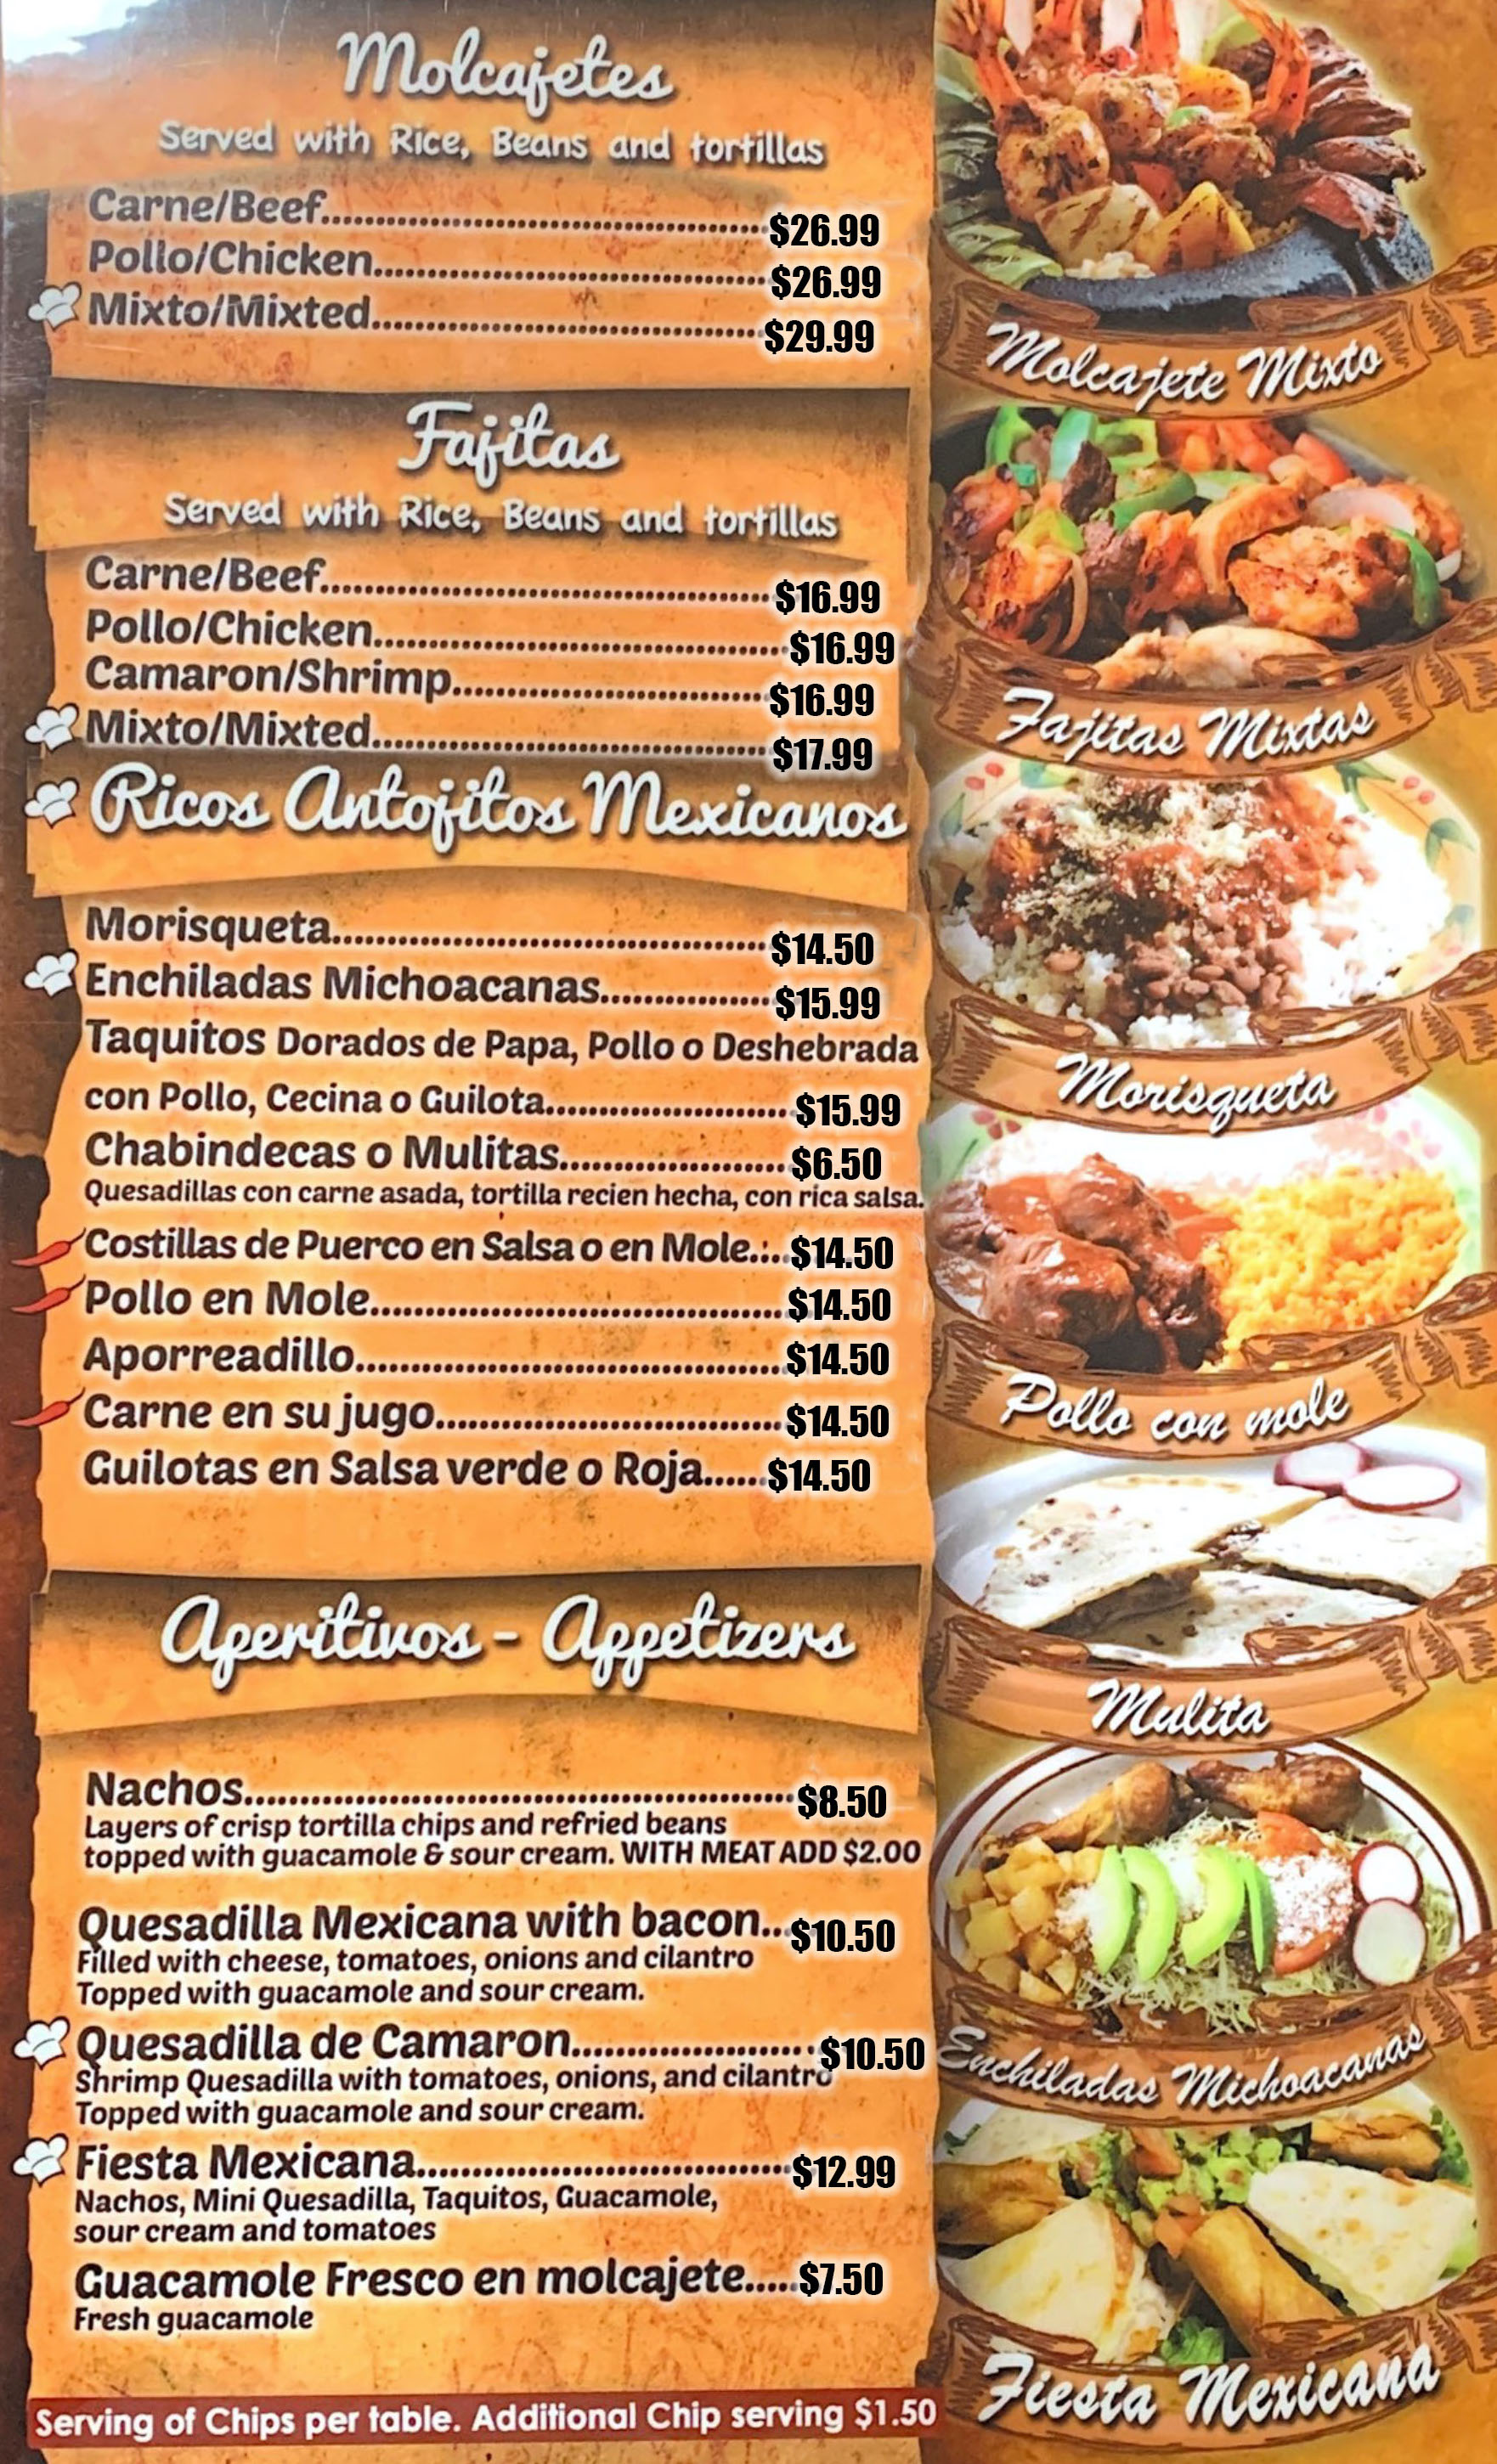 Molcajetes
Served with Rice, Beans and tortillas
Carne/Beef.......................................$26.99
Pollo/Chicken...................................$26.99
Mixto/Mixted...................................$29.99
Fajitas
Served with Rice, Beans and tortillas
Carne/Beef.......................................$16.99
Pollo/Chicken...................................$16.99
Camaron/Shrimp...........................$16.99
Mixto/Mixted...................................$17.99
Ricos Antojitos Mexicanos
Morisqueta.......................................$14.50
Enchiladas Michoacanas...............$15.99
Taquitos Dorados de Papa, Pollo o Deshebrada
con Pollo, Cecina o Guilota......................$15.99
Chabindecas o Mulitas....................$6.50
Quesadillas con carne asada, tortilla recien hecha, con rica salsa.
Costillas de Puerco en Salsa o en Mole.:..$14.50
Pollo en Mole.....................................$14.50
Aporreadillo......................................$14.50
Carne en su jugo..............................$14.50
Guilotas en Salsa verde o Roja......$14.50
Aperitivos - Appetizers
Nachos................................................$8.50
Layers of crisp tortilla chips and refried beans
topped with guacamole & sour cream. WITH MEAT ADD $2.00
Quesadilla Mexicana with bacon...$10.50
Filled with cheese, tomatoes, onions and cilantro
Topped with guacamole and sour cream.
Quesadilla de Camaron......................$10.50
Shrimp Quesadilla with tomatoes, onions, and cilantro
Topped with guacamole and sour cream.
Fiesta Mexicana.................................$12.99
Nachos, Mini Quesadilla, Taquitos, Guacamole,
sour cream and tomatoes
Guacamole Fresco en molcajete.....$7.50
Fresh guacamole
Serving of Chips per table. Additional Chip serving $1.50
Molcajete Mixto
Fajitas Mixtas
Morisqueta
Pollo con mole
Mulita
Enchiladas Michoacanas
Fiesta Mexicana